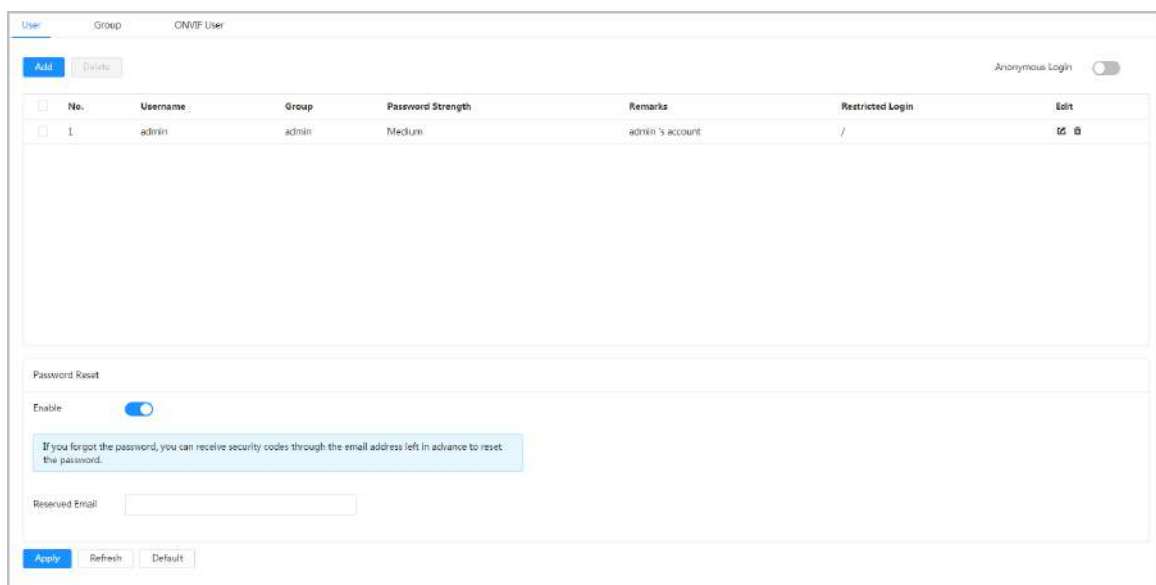 User Group ONVIF User
Add Delete Anonymous Login
No. Username Group Password Strength Remarks Restricted Login Edit
1 admin admin Medium admin 's account /
Password Reset
Enable
If you forgot the password, you can receive security codes through the email address left in advance to reset
the password.
Reserved Email
Apply Refresh Default